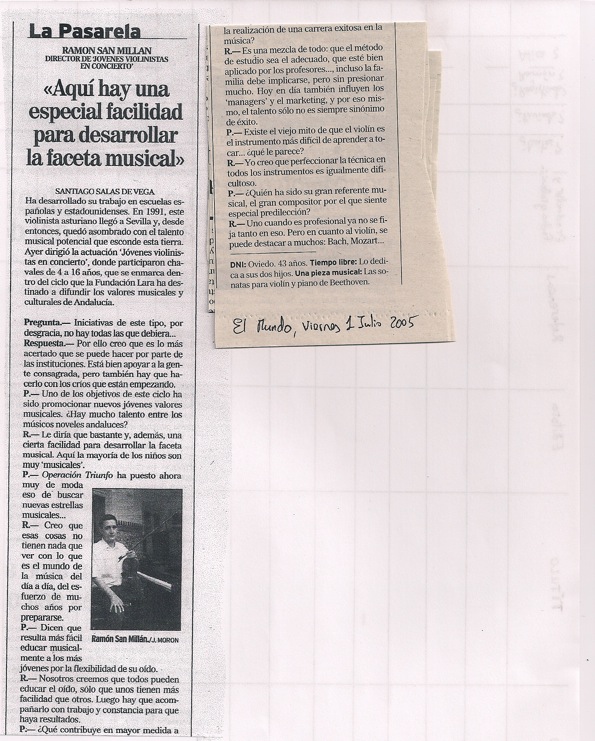 La Pasarela
RAMON SAN MILLAN
DIRECTOR DE 'JOVENES VIOLINISTAS
EN CONCIERTO'
«Aquí hay una
especial facilidad
para desarrollar
la faceta musical»
SANTIAGO SALAS DE VEGA
Ha desarrollado su trabajo en escuelas es-
pañolas y estadounidenses. En 1991, este
violinista asturiano llegó a Sevilla y, desde
entonces, quedó asombrado con el talento
musical potencial que esconde esta tierra.
Ayer dirigió la actuación 'Jóvenes violinis-
tas en concierto', donde participaron cha-
vales de 4 a 16 años, que se enmarca den-
tro del ciclo que la Fundación Lara ha des-
tinado a difundir los valores musicales y
culturales de Andalucía.
Pregunta.— Iniciativas de este tipo, por
desgracia, no hay todas las que debiera...
Respuesta.— Por ello creo que es lo más
acertado que se puede hacer por parte de
las instituciones. Está bien apoyar a la gen-
te consagrada, pero también hay que ha-
cerlo con los críos que están empezando.
P.— Uno de los objetivos de este ciclo ha
sido promocionar nuevos jóvenes valores
musicales. ¿Hay mucho talento entre los
músicos noveles andaluces?
R.— Le diría que bastante y, además, una
cierta facilidad para desarrollar la faceta
musical. Aquí la mayoría de los niños son
muy 'musicales'.
P.— Operación Triunfo ha puesto ahora
muy de moda
eso de buscar
nuevas estrellas
musicales...
R.— Creo que
esas cosas no
tienen nada que
ver con lo que
es el mundo de
la música del
día a día, del es-
fuerzo de mu-
chos años por
prepararse.
P.— Dicen que
resulta más fácil
educar musical-
mente a los más
jóvenes por la flexibilidad de su oído.
Ramón San Millán./J. MORON
R.— Nosotros creemos que todos pueden
educar el oído, sólo que unos tienen más
facilidad que otros. Luego hay que acom-
pañarlo con trabajo y constancia para que
haya resultados.
P.— ¿Qué contribuye en mayor medida a
la realización de una carrera exitosa en la
música?
R.— Es una mezcla de todo: que el método
de estudio sea el adecuado, que esté bien
aplicado por los profesores..., incluso la fa-
milia debe implicarse, pero sin presionar
mucho. Hoy en día también influyen los
'managers' y el marketing, y por eso mis-
mo, el talento sólo no es siempre sinónimo
de éxito.
P.— Existe el viejo mito de que el violín es
el instrumento más difícil de aprender a to-
car... ¿qué le parece?
R.— Yo creo que perfeccionar la técnica en
todos los instrumentos es igualmente difi-
cultoso.
P.— ¿Quién ha sido su gran referente mu-
sical, el gran compositor por el que siente
especial predilección?
R.— Uno cuando es profesional ya no se fi-
ja tanto en eso. Pero en cuanto al violín, se
puede destacar a muchos: Bach, Mozart...
DNI: Oviedo. 43 años. Tiempo libre: Lo dedi-
ca a sus dos hijos. Una pieza musical: Las so-
natas para violín y piano de Beethoven.
El Mundo, Viernes 1 Julio 2005